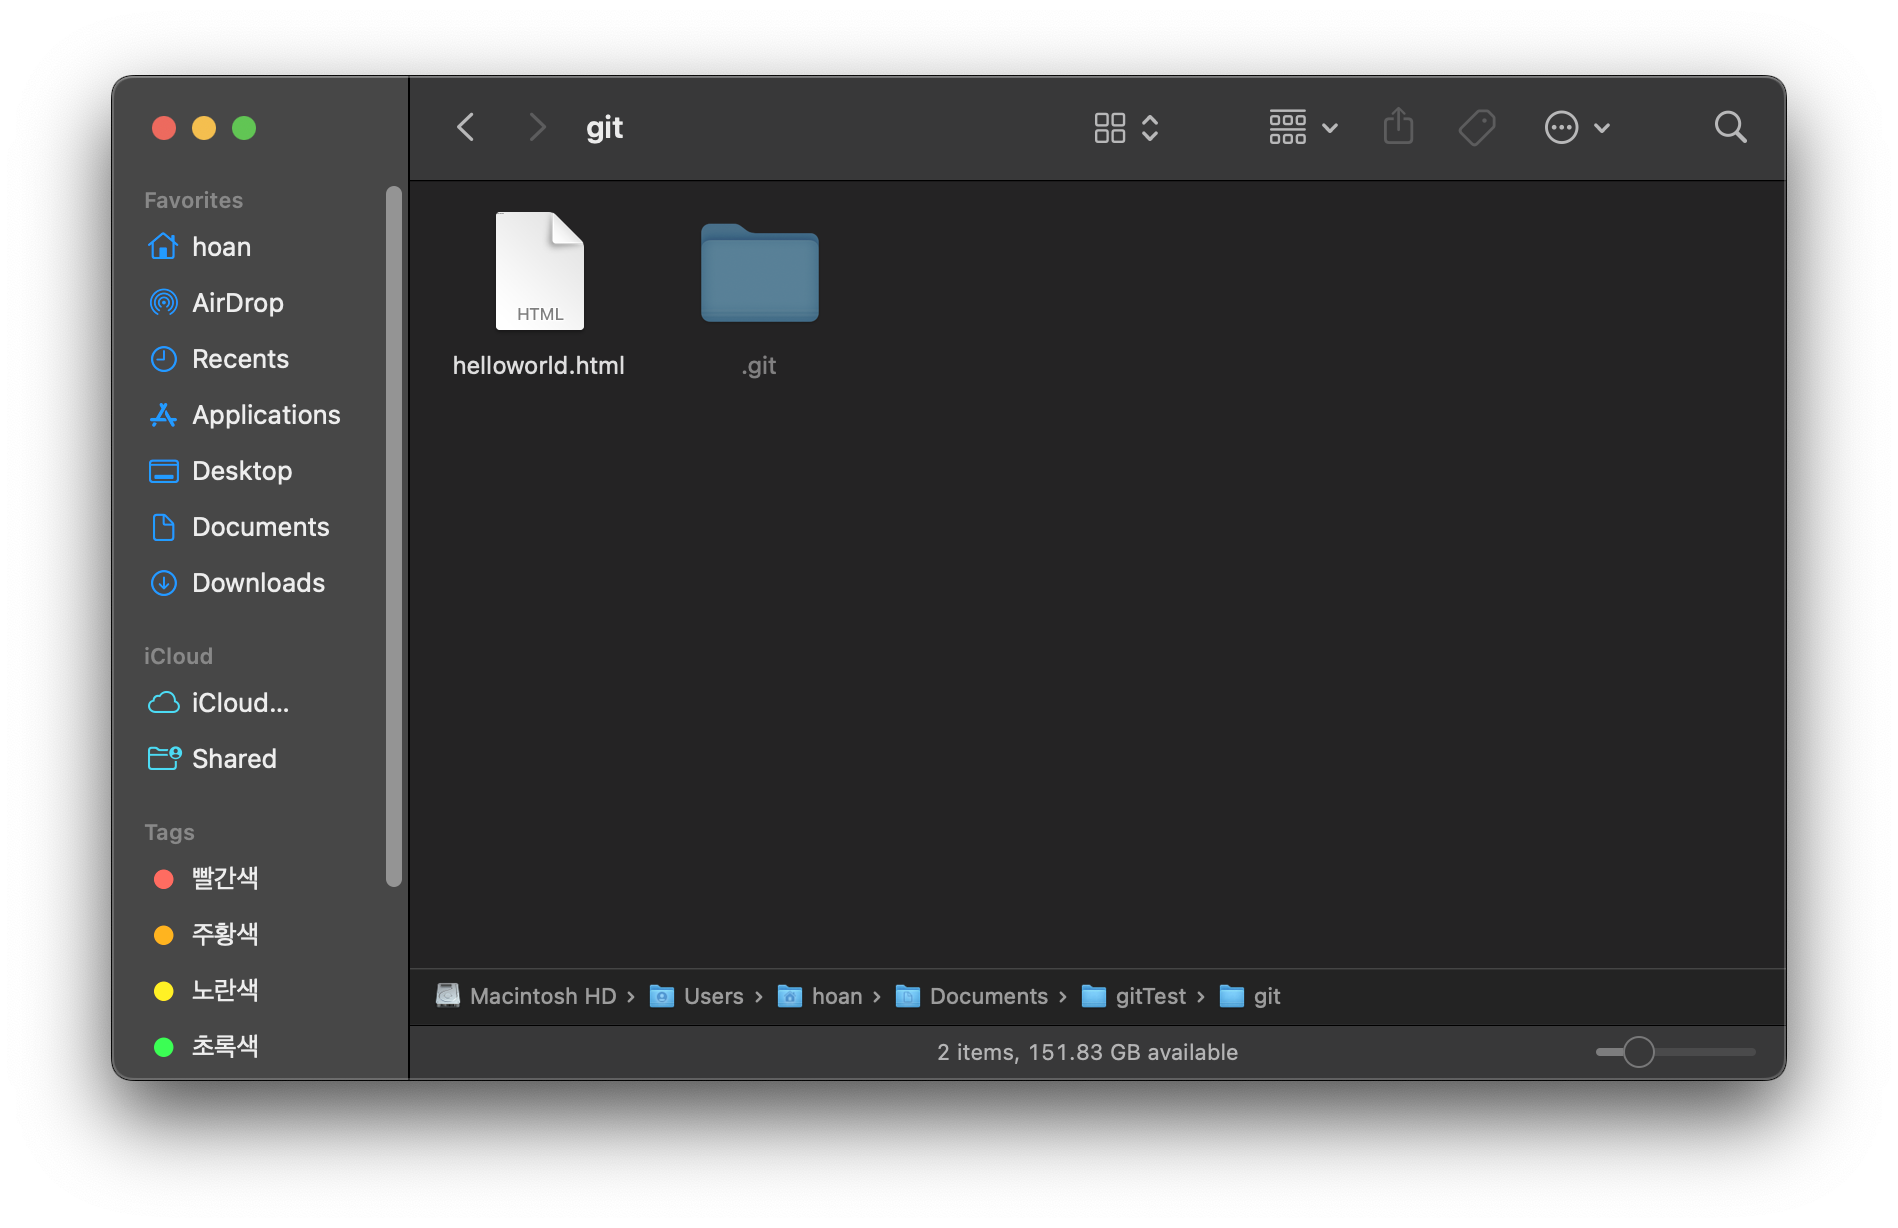 git
Favorites
hoan
AirDrop
Recents
Applications
Desktop
Documents
Downloads
iCloud
iCloud...
Shared
Tags
빨간색
주황색
노란색
초록색
HTML
helloworld.html
.git
Macintosh HD › Users › hoan › Documents › gitTest › git
2 items, 151.83 GB available